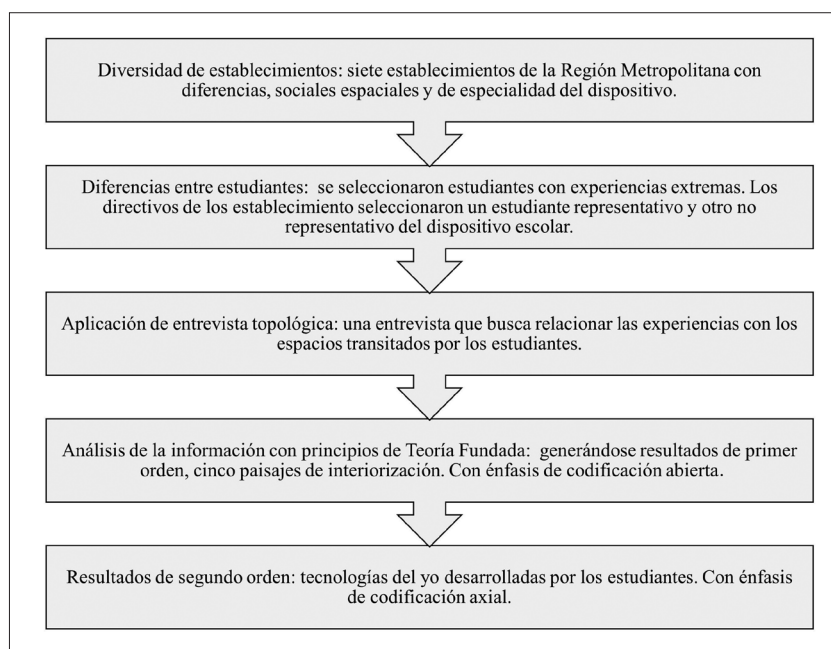 Diversidad de establecimientos: siete establecimientos de la Región Metropolitana con
diferencias, sociales espaciales y de especialidad del dispositivo.
Diferencias entre estudiantes: se seleccionaron estudiantes con experiencias extremas. Los
directivos de los establecimiento seleccionaron un estudiante representativo y otro no
representativo del dispositivo escolar.
Aplicación de entrevista topológica: una entrevista que busca relacionar las experiencias con los
espacios transitados por los estudiantes.
Análisis de la información con principios de Teoría Fundada: generándose resultados de primer
orden, cinco paisajes de interiorización. Con énfasis de codificación abierta.
Resultados de segundo orden: tecnologías del yo desarrolladas por los estudiantes. Con énfasis
de codificación axial.